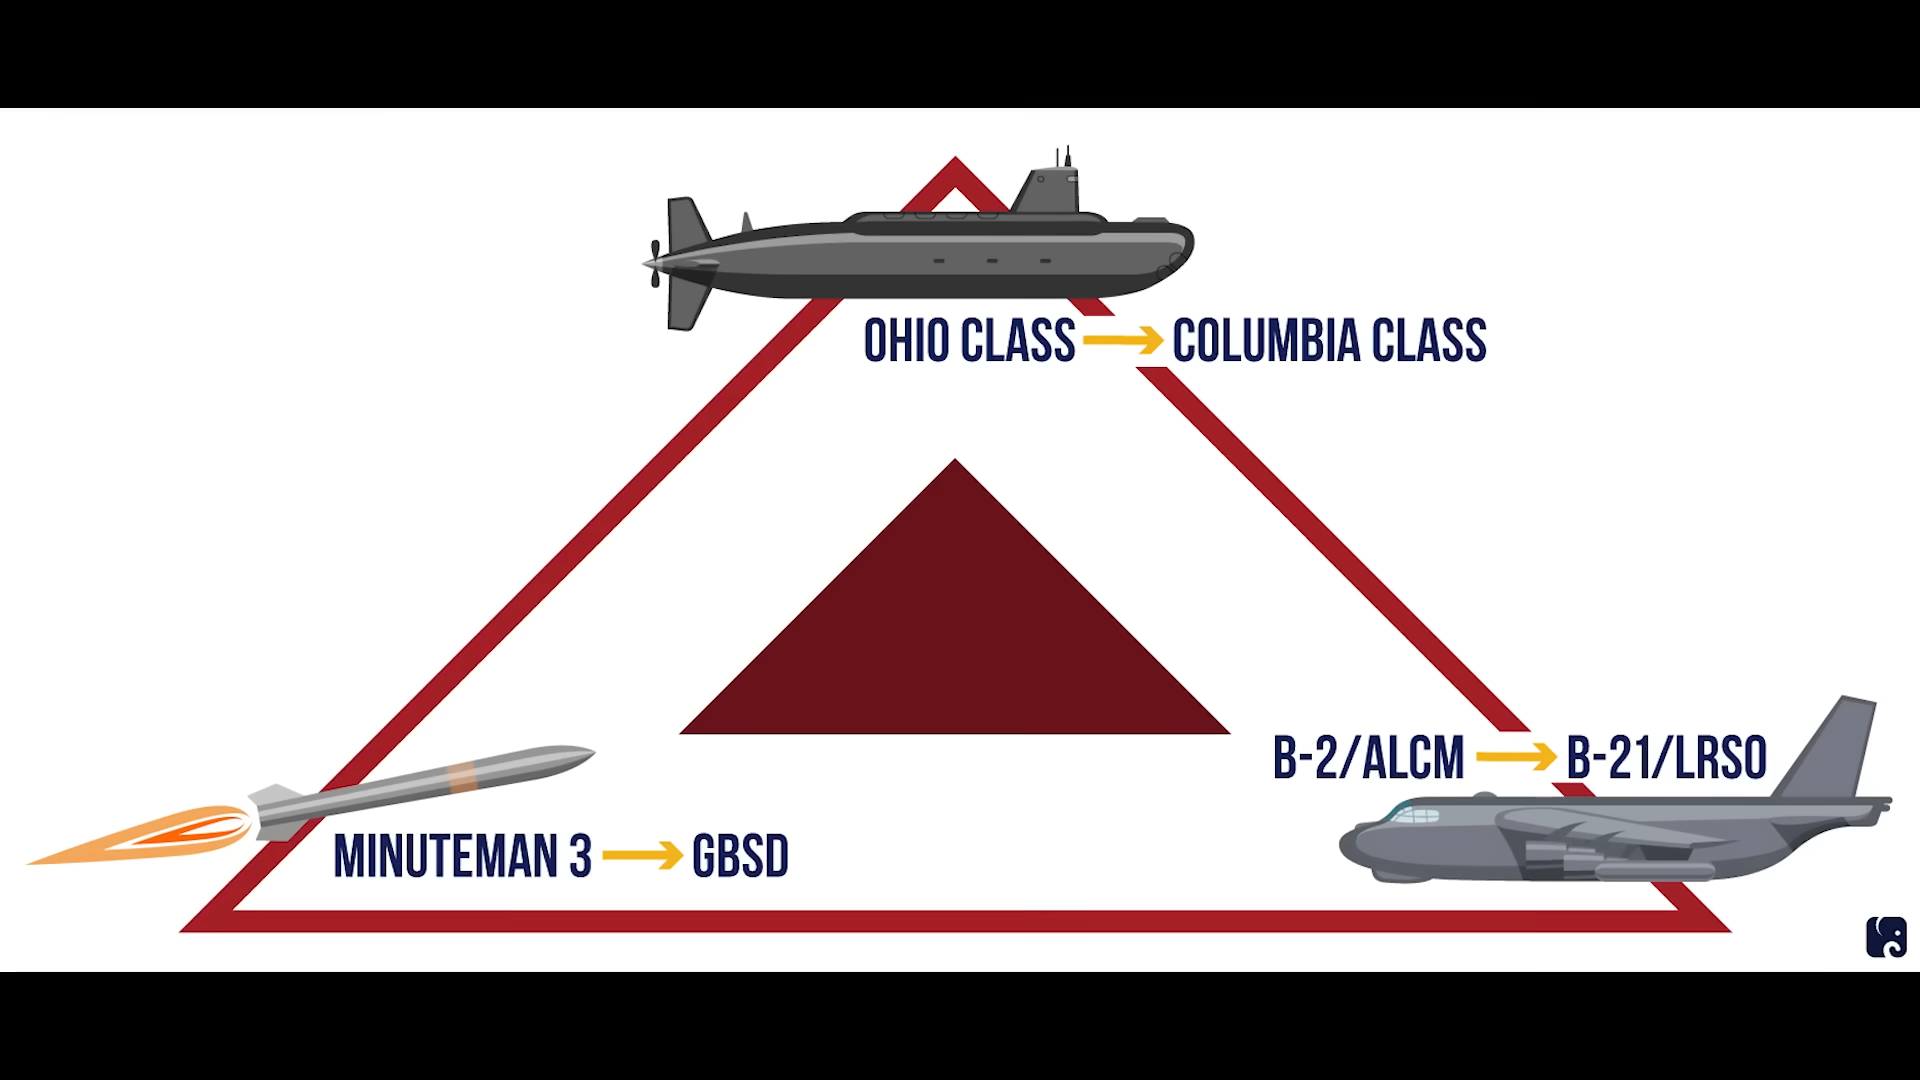 OHIO CLASS → COLUMBIA CLASS
B-2/ALCM → B-21/LRSO
MINUTEMAN 3 → GBSD